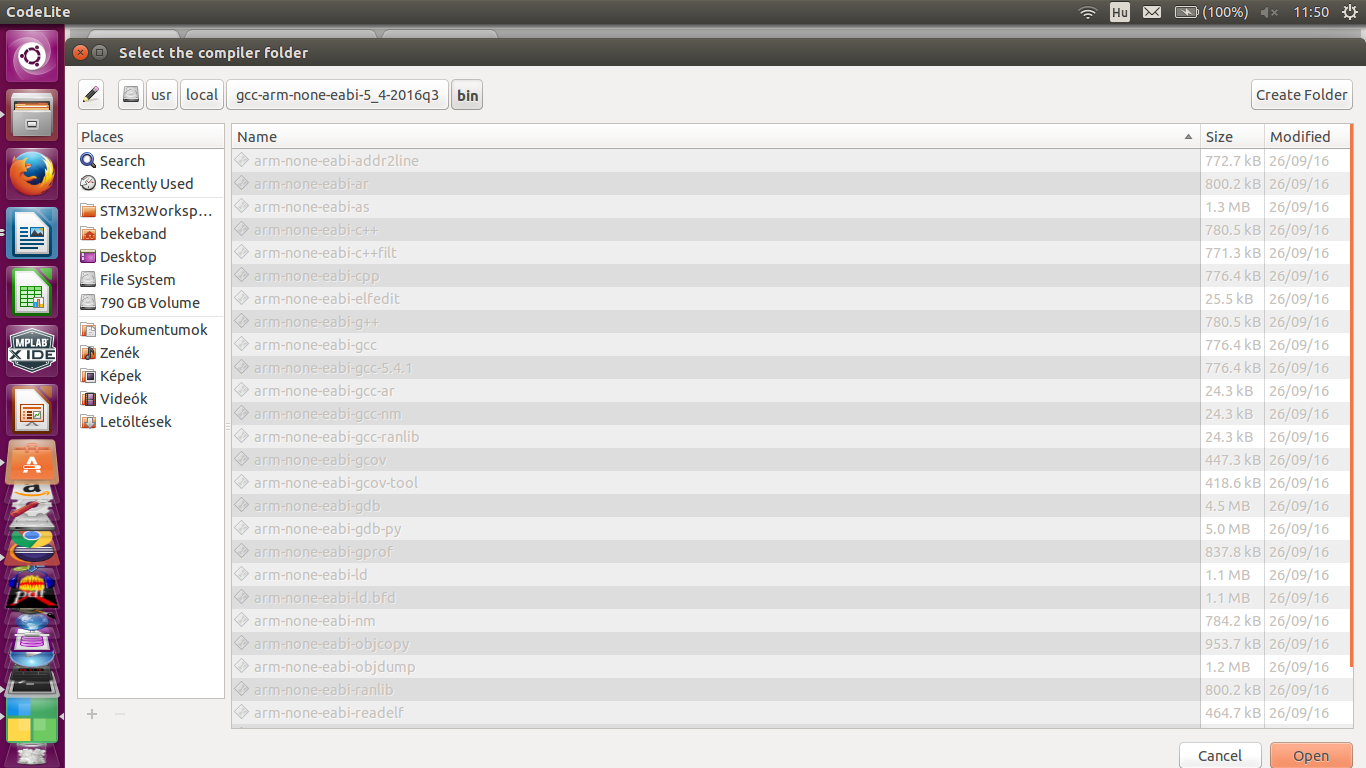 CodeLite
Hu
(100%)
11:50
Select the compiler folder
usr
local
gcc-arm-none-eabi-5_4-2016q3
bin
Create Folder
Places
Search
Recently Used
STM32Worksp…
bekeband
Desktop
File System
790 GB Volume
Dokumentumok
Zenék
Képek
Videók
Letöltések
Name Size Modified
arm-none-eabi-addr2line 772.7 kB 26/09/16
arm-none-eabi-ar 800.2 kB 26/09/16
arm-none-eabi-as 1.3 MB 26/09/16
arm-none-eabi-c++ 780.5 kB 26/09/16
arm-none-eabi-c++filt 771.3 kB 26/09/16
arm-none-eabi-cpp 776.4 kB 26/09/16
arm-none-eabi-elfedit 25.5 kB 26/09/16
arm-none-eabi-g++ 780.5 kB 26/09/16
arm-none-eabi-gcc 776.4 kB 26/09/16
arm-none-eabi-gcc-5.4.1 776.4 kB 26/09/16
arm-none-eabi-gcc-ar 24.3 kB 26/09/16
arm-none-eabi-gcc-nm 24.3 kB 26/09/16
arm-none-eabi-gcc-ranlib 24.3 kB 26/09/16
arm-none-eabi-gcov 447.3 kB 26/09/16
arm-none-eabi-gcov-tool 418.6 kB 26/09/16
arm-none-eabi-gdb 4.5 MB 26/09/16
arm-none-eabi-gdb-py 5.0 MB 26/09/16
arm-none-eabi-gprof 837.8 kB 26/09/16
arm-none-eabi-ld 1.1 MB 26/09/16
arm-none-eabi-ld.bfd 1.1 MB 26/09/16
arm-none-eabi-nm 784.2 kB 26/09/16
arm-none-eabi-objcopy 953.7 kB 26/09/16
arm-none-eabi-objdump 1.2 MB 26/09/16
arm-none-eabi-ranlib 800.2 kB 26/09/16
arm-none-eabi-readelf 464.7 kB 26/09/16
Cancel
Open
MPLAB
X IDE